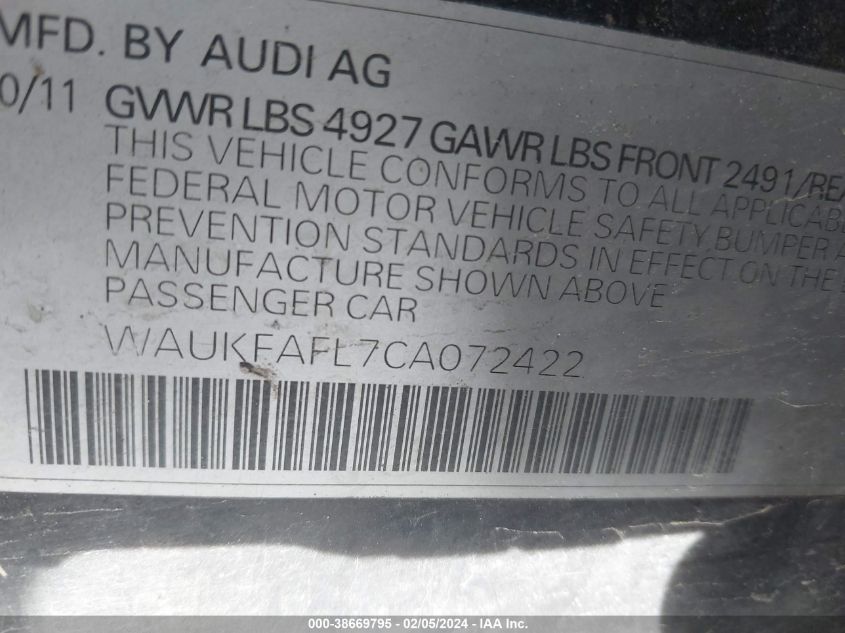 MFD. BY AUDI AG
0/11 GVWR LBS 4927 GAWR LBS FRONT 2491/REA
THIS VEHICLE CONFORMS TO ALL APPLICABL
FEDERAL MOTOR VEHICLE SAFETY, BUMPER A
PREVENTION STANDARDS IN EFFECT ON THE
MANUFACTURE SHOWN ABOVE
PASSENGER CAR
WAUKFAFL7CA072422
000-38669795 - 02/05/2024 - IAA Inc.